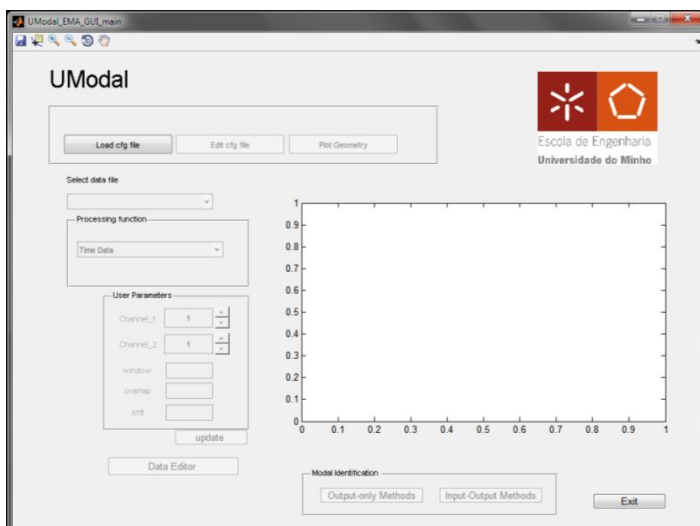 UModal_EMA_GUI_main
UModal
Load cfg file
Edit cfg file
Plot Geometry
Escola de Engenharia
Universidade do Minho
Select data file
Processing function
Time Data
User Parameters
Channel_1
1
Channel_2
1
window
overlap
nfft
update
Data Editor
1
0.9
0.8
0.7
0.6
0.5
0.4
0.3
0.2
0.1
0
0 0.1 0.2 0.3 0.4 0.5 0.6 0.7 0.8 0.9 1
Modal Identification
Output-only Methods
Input-Output Methods
Exit